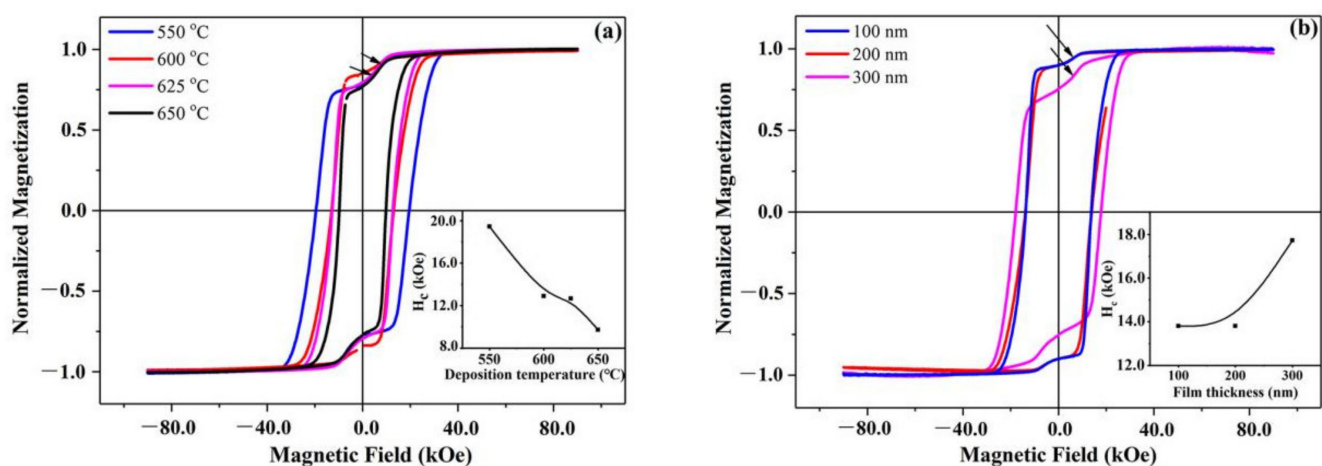 (a)
550 °C
600 °C
625 °C
650 °C
1.0
0.5
0.0
−0.5
−1.0
Normalized Magnetization
−80.0 −40.0 0.0 40.0 80.0
Magnetic Field (kOe)
20.0
16.0
12.0
8.0
Hc (kOe)
550 600 650
Deposition temperature (°C)
(b)
100 nm
200 nm
300 nm
1.0
0.5
0.0
−0.5
−1.0
Normalized Magnetization
−80.0 −40.0 0.0 40.0 80.0
Magnetic Field (kOe)
18.0
16.0
14.0
12.0
Hc (kOe)
100 200 300
Film thickness (nm)